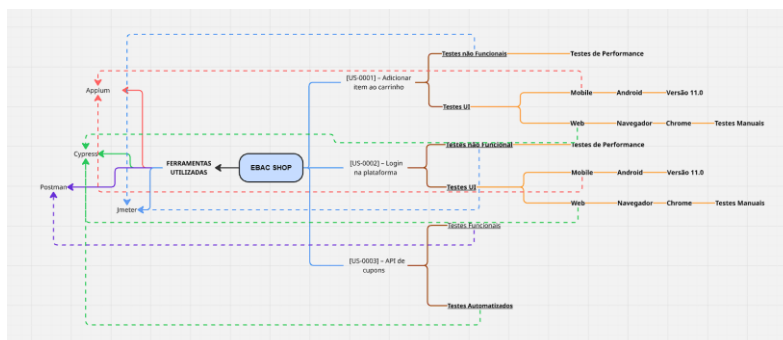 Testes não Funcionais
Testes de Performance
[US-0001] – Adicionar
item ao carrinho
Appium
Testes UI
Mobile
Android
Versão 11.0
Web
Navegador
Chrome
Testes Manuais
Testes não Funcional
Testes de Performance
Cypress
FERRAMENTAS
UTILIZADAS
EBAC SHOP
[US-0002] – Login
na plataforma
Mobile
Android
Versão 11.0
Postman
Testes UI
Web
Navegador
Chrome
Testes Manuais
Jmeter
Testes Funcionais
[US-0003] – API de
cupons
Testes Automatizados